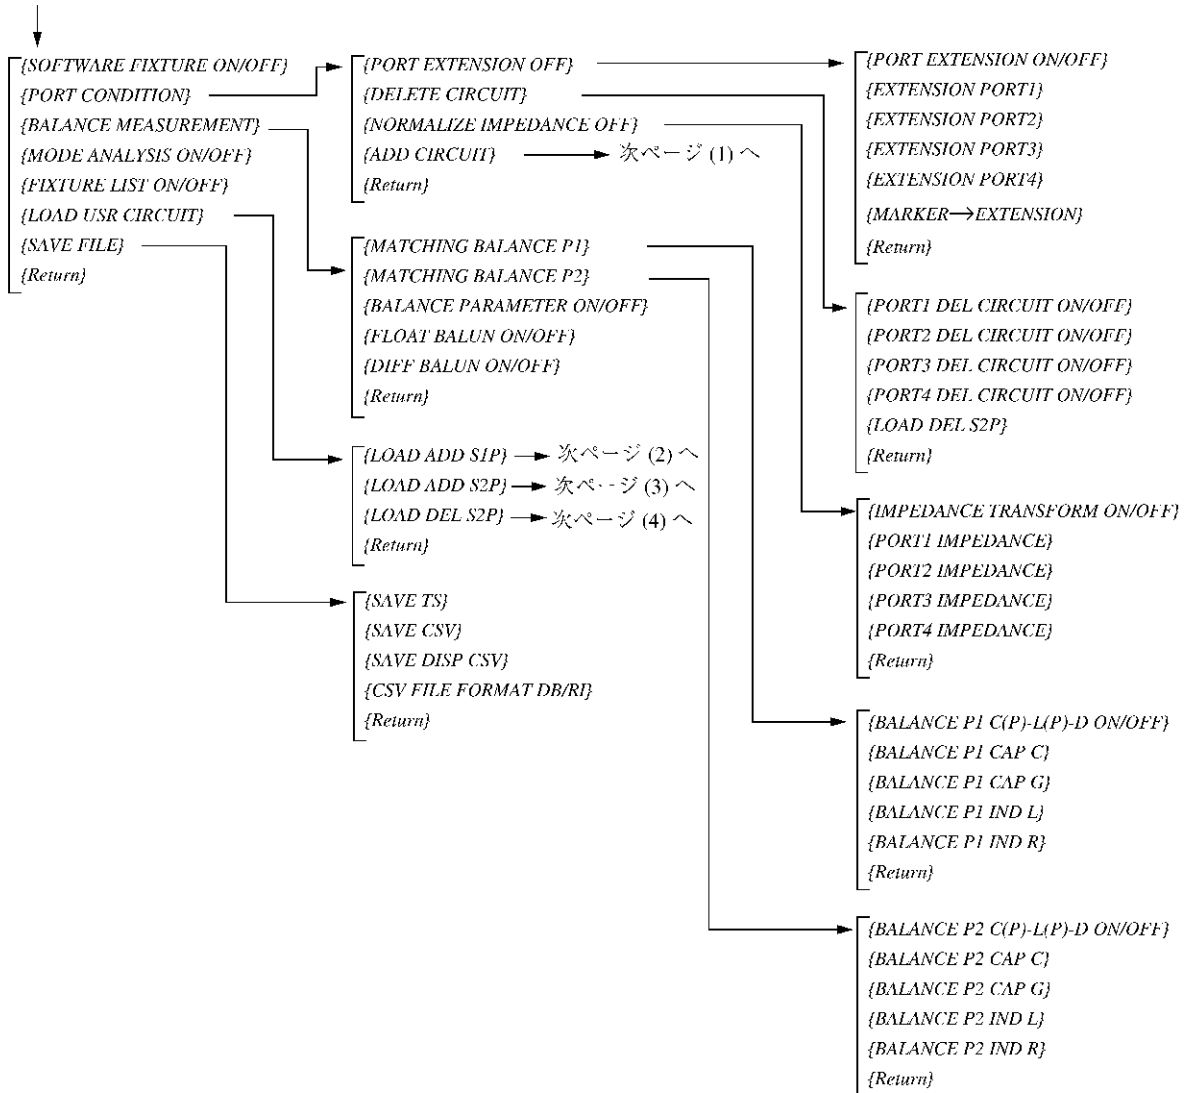 {SOFTWARE FIXTURE ON/OFF}
{PORT CONDITION}
{BALANCE MEASUREMENT}
{MODE ANALYSIS ON/OFF}
{FIXTURE LIST ON/OFF}
{LOAD USR CIRCUIT}
{SAVE FILE}
{Return}
{PORT EXTENSION OFF}
{DELETE CIRCUIT}
{NORMALIZE IMPEDANCE OFF}
{ADD CIRCUIT} 次ページ (1) へ
{Return}
{MATCHING BALANCE P1}
{MATCHING BALANCE P2}
{BALANCE PARAMETER ON/OFF}
{FLOAT BALUN ON/OFF}
{DIFF BALUN ON/OFF}
{Return}
{LOAD ADD S1P} 次ページ (2) へ
{LOAD ADD S2P} 次ページ (3) へ
{LOAD DEL S2P} 次ページ (4) へ
{Return}
{SAVE TS}
{SAVE CSV}
{SAVE DISP CSV}
{CSV FILE FORMAT DB/RI}
{Return}
{PORT EXTENSION ON/OFF}
{EXTENSION PORT1}
{EXTENSION PORT2}
{EXTENSION PORT3}
{EXTENSION PORT4}
{MARKER→EXTENSION}
{Return}
{PORT1 DEL CIRCUIT ON/OFF}
{PORT2 DEL CIRCUIT ON/OFF}
{PORT3 DEL CIRCUIT ON/OFF}
{PORT4 DEL CIRCUIT ON/OFF}
{LOAD DEL S2P}
{Return}
{IMPEDANCE TRANSFORM ON/OFF}
{PORT1 IMPEDANCE}
{PORT2 IMPEDANCE}
{PORT3 IMPEDANCE}
{PORT4 IMPEDANCE}
{Return}
{BALANCE P1 C(P)-L(P)-D ON/OFF}
{BALANCE P1 CAP C}
{BALANCE P1 CAP G}
{BALANCE P1 IND L}
{BALANCE P1 IND R}
{Return}
{BALANCE P2 C(P)-L(P)-D ON/OFF}
{BALANCE P2 CAP C}
{BALANCE P2 CAP G}
{BALANCE P2 IND L}
{BALANCE P2 IND R}
{Return}